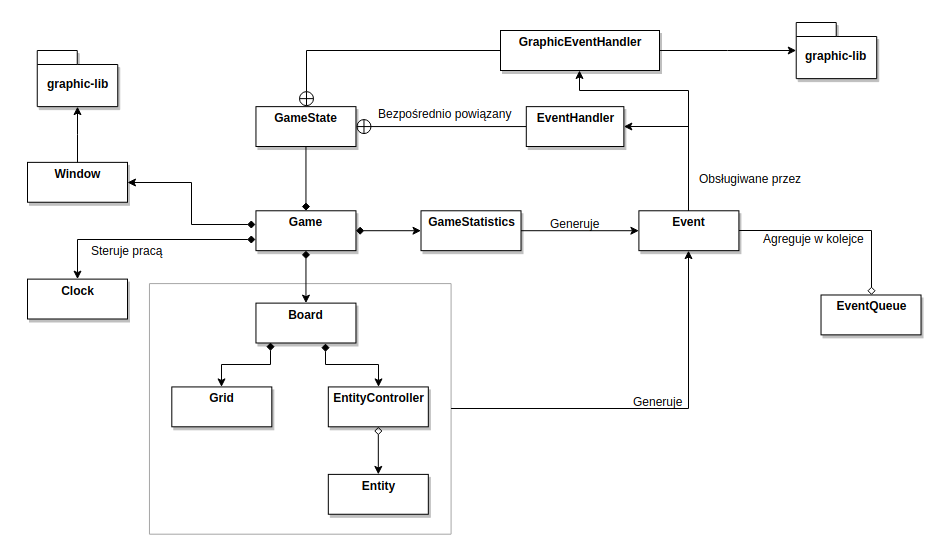 GraphicEventHandler
graphic-lib
graphic-lib
GameState
Bezpośrednio powiązany
EventHandler
Window
Obsługiwane przez
Game
GameStatistics
Generuje
Event
Agreguje w kolejce
Steruje pracą
Clock
EventQueue
Board
Grid
EntityController
Generuje
Entity